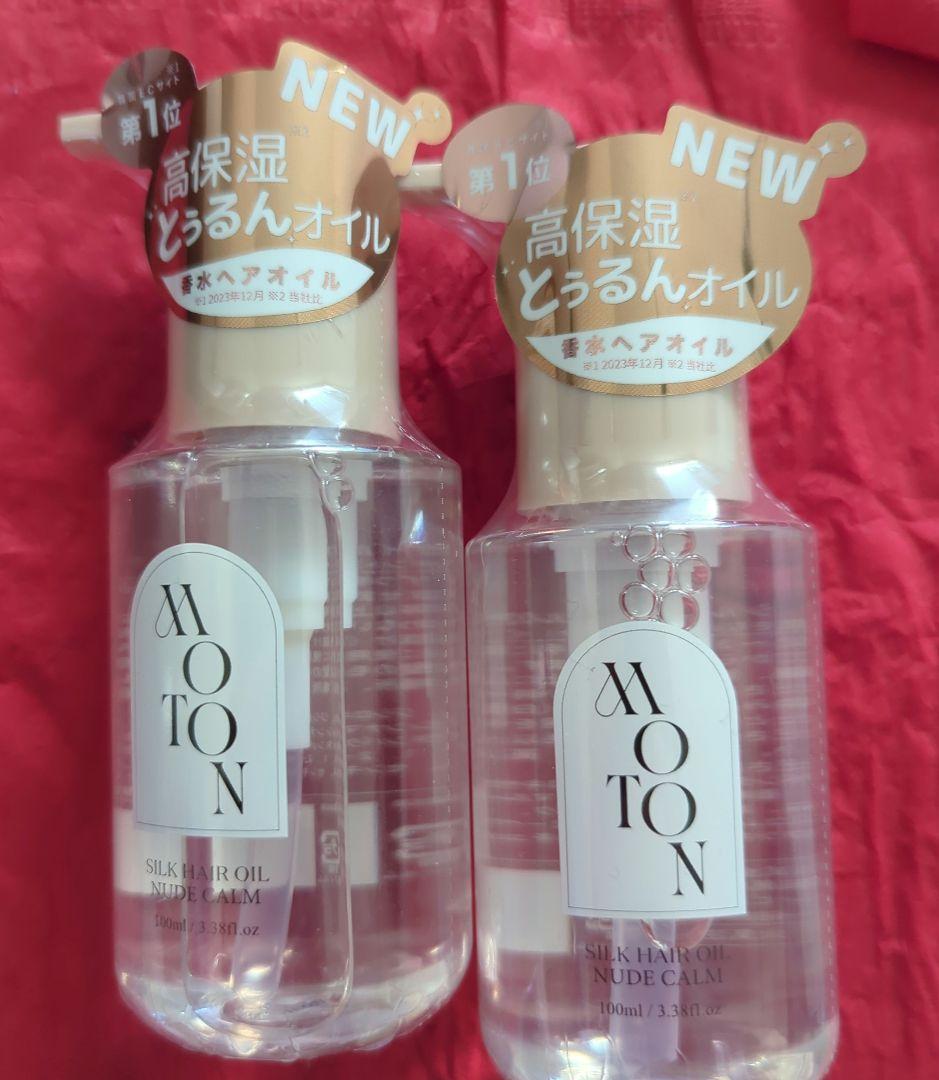 第1位
NEW
高保湿
とぅるんオイル
香水ヘアオイル
※1 2023年12月 ※2 当社比
MOTON
SILK HAIR OIL
NUDE CALM
100ml / 3.38fl.oz
第1位
NEW
高保湿
とぅるんオイル
香水ヘアオイル
※1 2023年12月 ※2 当社比
MOTON
SILK HAIR OIL
NUDE CALM
100ml / 3.38fl.oz